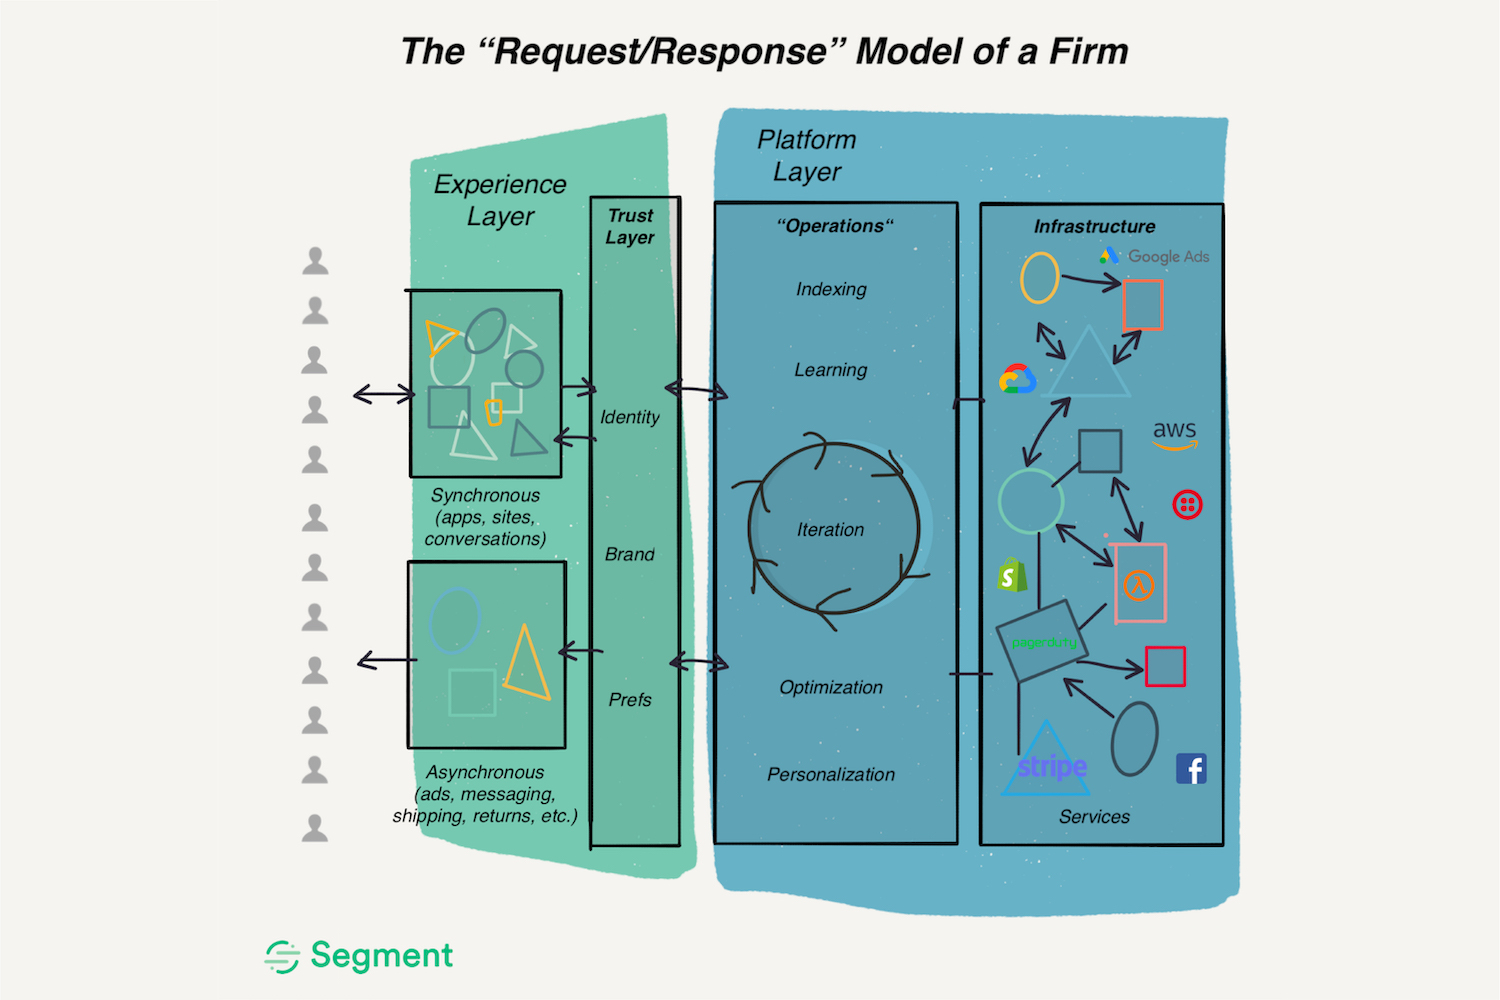 The “Request/Response” Model of a Firm
Experience
Layer
Trust
Layer
Synchronous
(apps, sites,
conversations)
Asynchronous
(ads, messaging,
shipping, returns, etc.)
Identity
Brand
Prefs
Platform
Layer
“Operations“
Indexing
Learning
Iteration
Optimization
Personalization
Infrastructure
Google Ads
aws
S
λ
pagerduty
stripe
f
Services
Segment